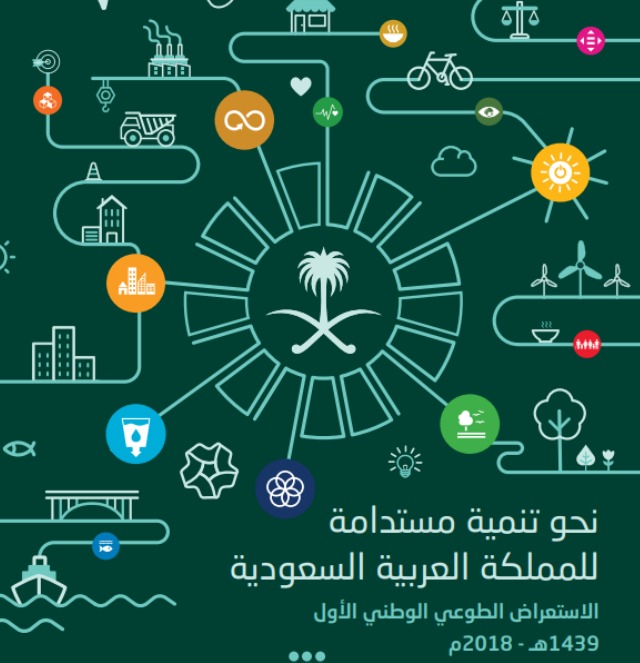 نحو تنمية مستدامة
للمملكة العربية السعودية
الاستعراض الطوعي الوطني الأول
1439هـ - 2018م